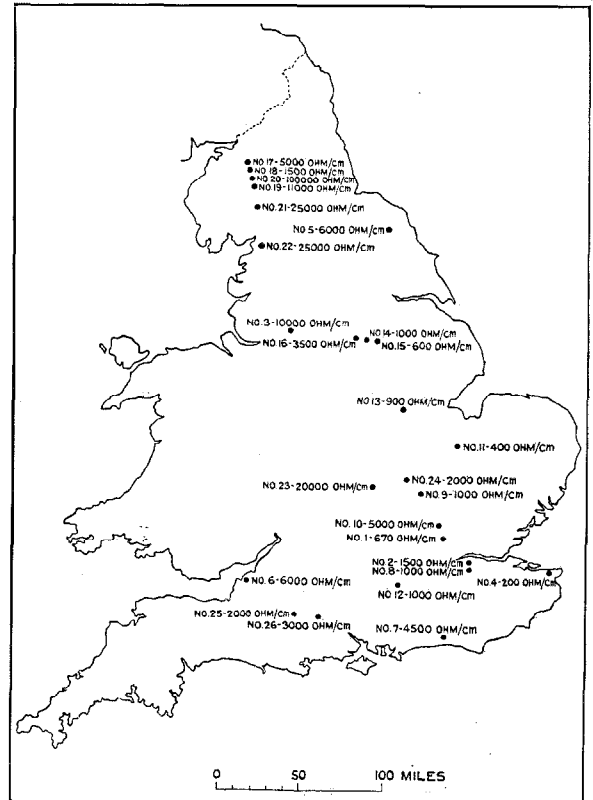 NO.17-5000 OHM/cm
NO.18-1500 OHM/cm
NO.20-100000 OHM/cm
NO.19-11000 OHM/cm
NO.21-25000 OHM/cm
NO.5-6000 OHM/cm
NO.22-25000 OHM/cm
NO.3-10000 OHM/cm
NO.14-1000 OHM/cm
NO.16-3500 OHM/cm
NO.15-600 OHM/cm
NO.13-900 OHM/cm
NO.11-400 OHM/cm
NO.24-2000 OHM/cm
NO.23-20000 OHM/cm
NO.9-1000 OHM/cm
NO.10-5000 OHM/cm
NO.1-670 OHM/cm
NO.2-1500 OHM/cm
NO.8-1000 OHM/cm
NO.6-6000 OHM/cm
NO.4-200 OHM/cm
NO.12-1000 OHM/cm
NO.25-2000 OHM/cm
NO.26-3000 OHM/cm
NO.7-4500 OHM/cm
0 50 100 MILES